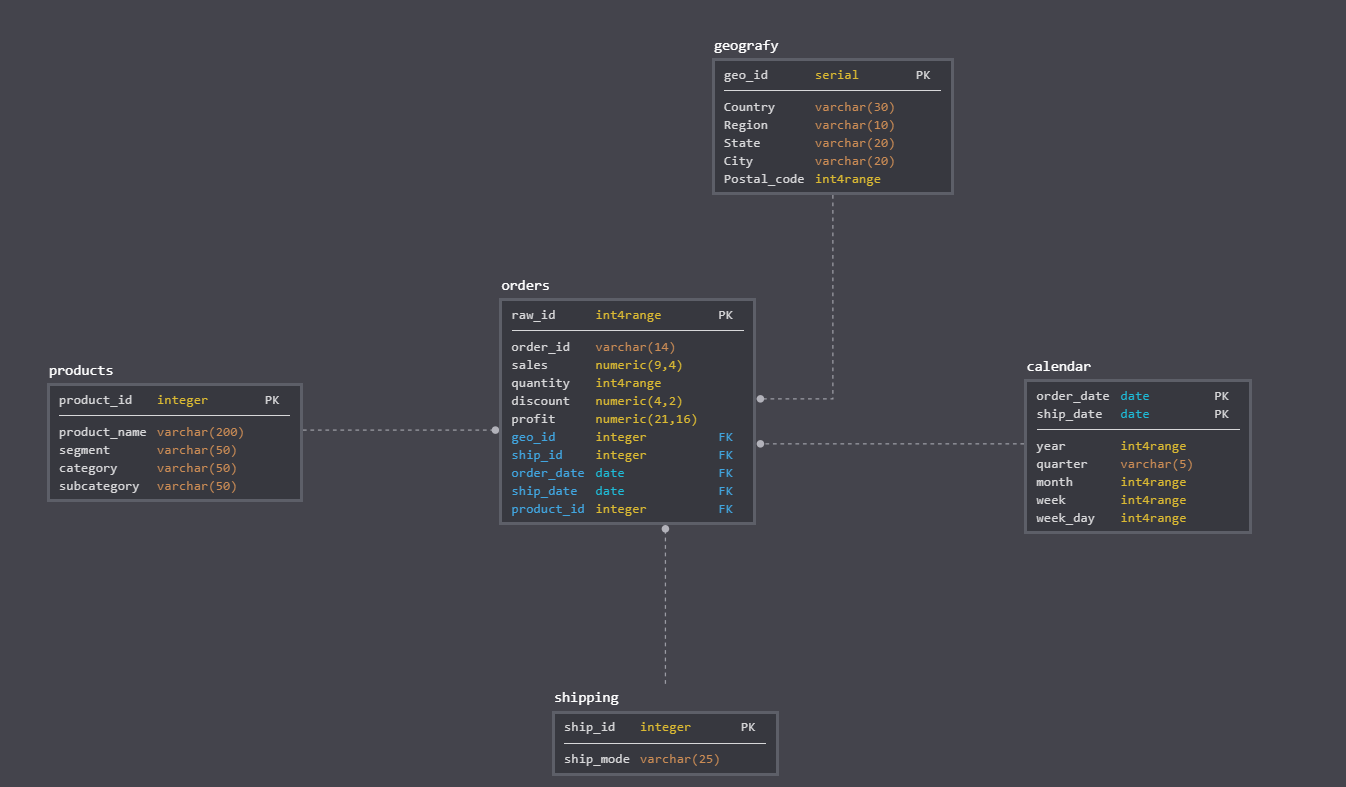 geografy
geo_id serial PK
Country varchar(30)
Region varchar(10)
State varchar(20)
City varchar(20)
Postal_code int4range
orders
raw_id int4range PK
order_id varchar(14)
sales numeric(9,4)
quantity int4range
discount numeric(4,2)
profit numeric(21,16)
geo_id integer FK
ship_id integer FK
order_date date FK
ship_date date FK
product_id integer FK
products
product_id integer PK
product_name varchar(200)
segment varchar(50)
category varchar(50)
subcategory varchar(50)
calendar
order_date date PK
ship_date date PK
year int4range
quarter varchar(5)
month int4range
week int4range
week_day int4range
shipping
ship_id integer PK
ship_mode varchar(25)